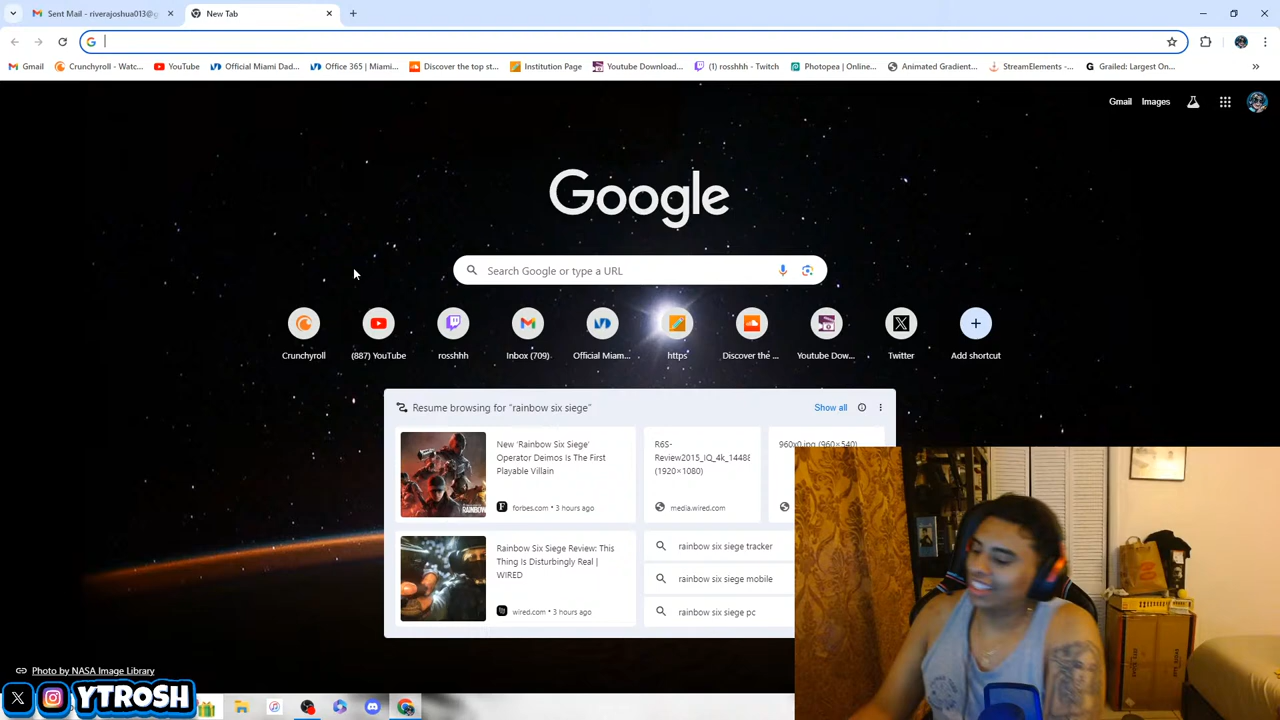 Sent Mail - riverajoshua013@g
New Tab
Gmail
Crunchyroll - Watc...
YouTube
Official Miami Dad...
Office 365 | Miami...
Discover the top st...
Institution Page
Youtube Download...
(1) rosshhh - Twitch
Photopea | Online...
Animated Gradient...
StreamElements -...
Grailed: Largest On...
Gmail
Images
Google
Search Google or type a URL
Crunchyroll
(887) YouTube
rosshhh
Inbox (709)
Official Miam...
https
Discover the ...
Youtube Dow...
Twitter
Add shortcut
Resume browsing for "rainbow six siege"
Show all
New 'Rainbow Six Siege'
Operator Deimos Is The First
Playable Villain
forbes.com • 3 hours ago
R6S-
Review2015_IQ_4k_14488
(1920×1080)
media.wired.com
960x0.jpg (960×540)
Rainbow Six Siege Review: This
Thing Is Disturbingly Real |
WIRED
wired.com • 3 hours ago
rainbow six siege tracker
rainbow six siege mobile
rainbow six siege pc
Photo by NASA Image Library
YTROSH